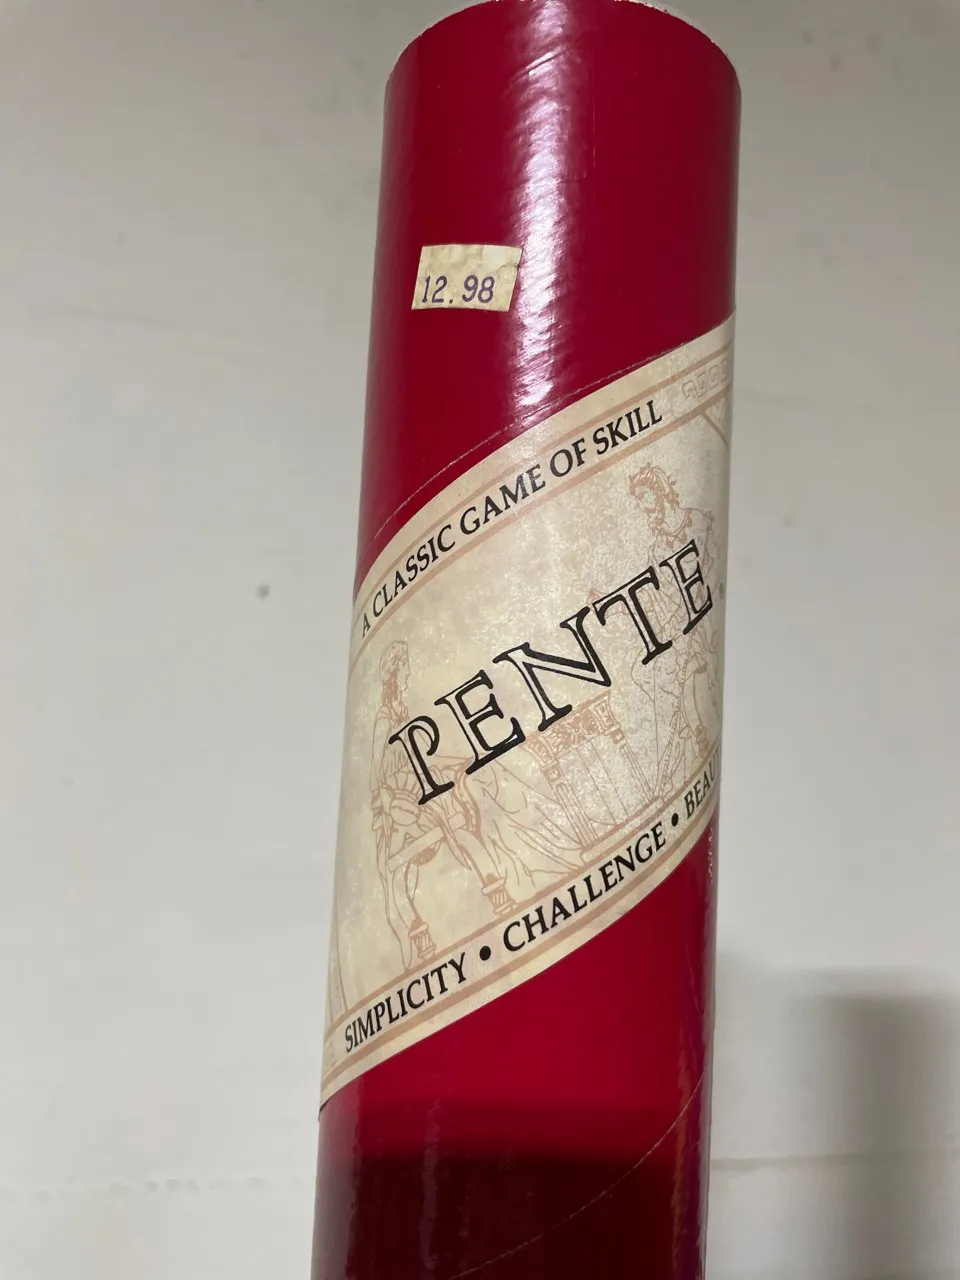 12.98
A CLASSIC GAME OF SKILL
PENTE
SIMPLICITY • CHALLENGE •